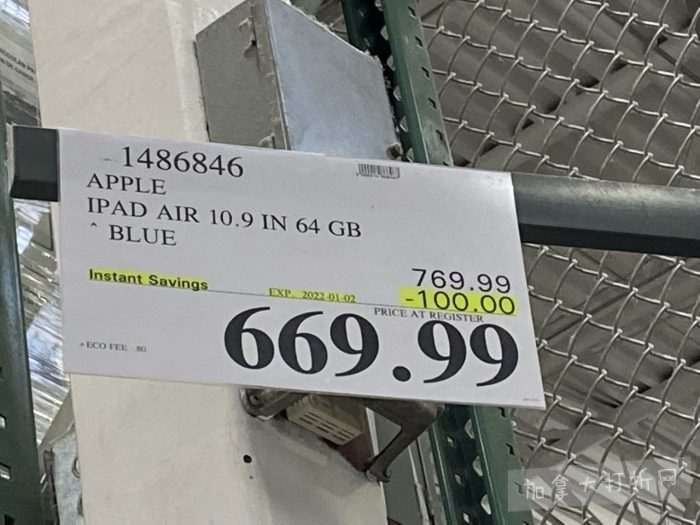 1486846
APPLE
IPAD AIR 10.9 IN 64 GB
^ BLUE
769.99
Instant Savings EXP. 2022-01-02 -100.00
PRICE AT REGISTER
669.99
+ECO FEE .80
加拿大打折网